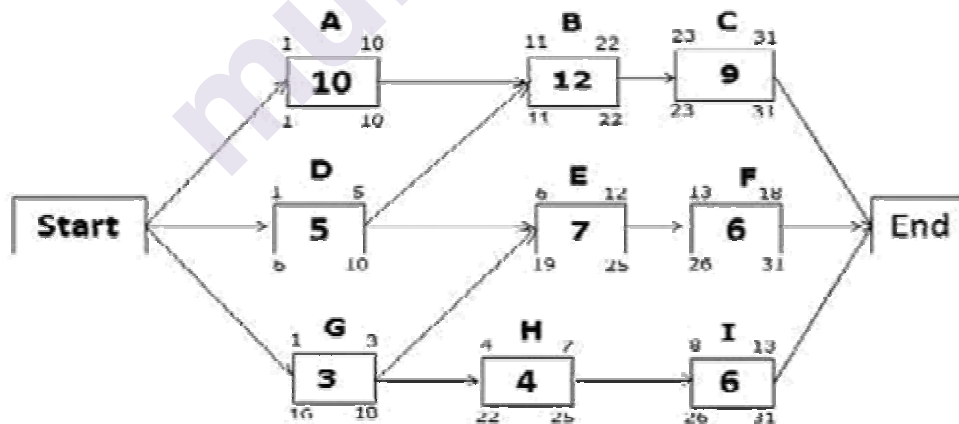 A B C
1 10 11 22 23 31
10 12 9
1 10 11 22 23 31
D E F
1 5 6 12 13 18
Start 5 7 6 End
6 10 19 25 26 31
G H I
1 3 4 7 8 13
3 4 6
16 18 22 25 26 31
mu